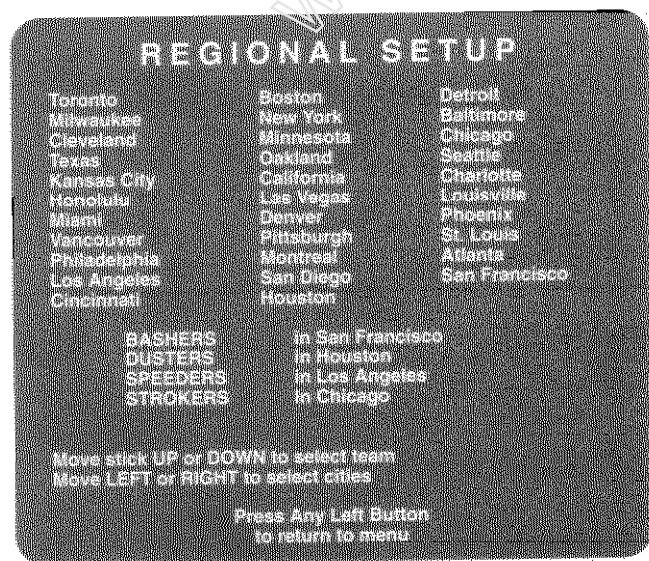 REGIONAL SETUP
Toronto Boston Detroit
Milwaukee New York Baltimore
Cleveland Minnesota Chicago
Texas Oakland Seattle
Kansas City California Charlotte
Honolulu Las Vegas Louisville
Miami Denver Phoenix
Vancouver Pittsburgh St. Louis
Philadelphia Montreal Atlanta
Los Angeles San Diego San Francisco
Cincinnati Houston
BASHERS in San Francisco
DUSTERS in Houston
SPEEDERS in Los Angeles
STROKERS in Chicago
Move stick UP or DOWN to select team
Move LEFT or RIGHT to select cities
Press Any Left Button
to return to menu